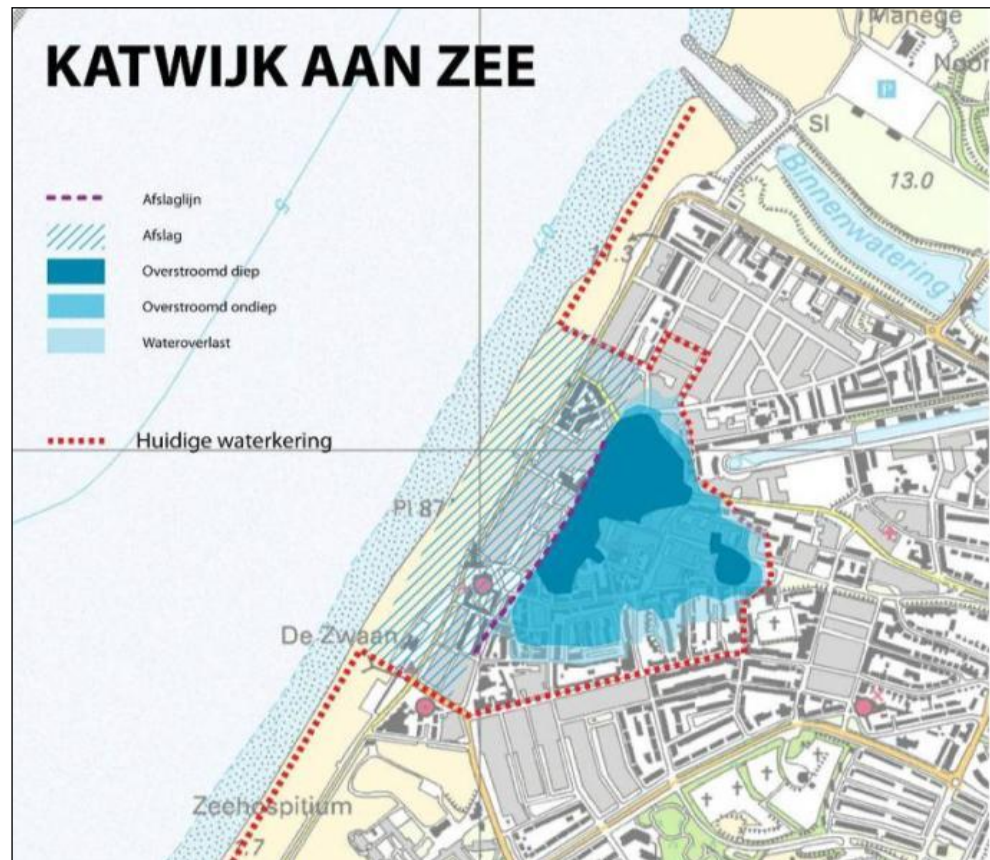 KATWIJK AAN ZEE
Manege
SI
13.0
Binnenwatering
Afslaglijn
Afslag
Overstroomd diep
Overstroomd ondiep
Wateroverlast
Huidige waterkering
Pl 87
De Zwaan
Zeehospitium